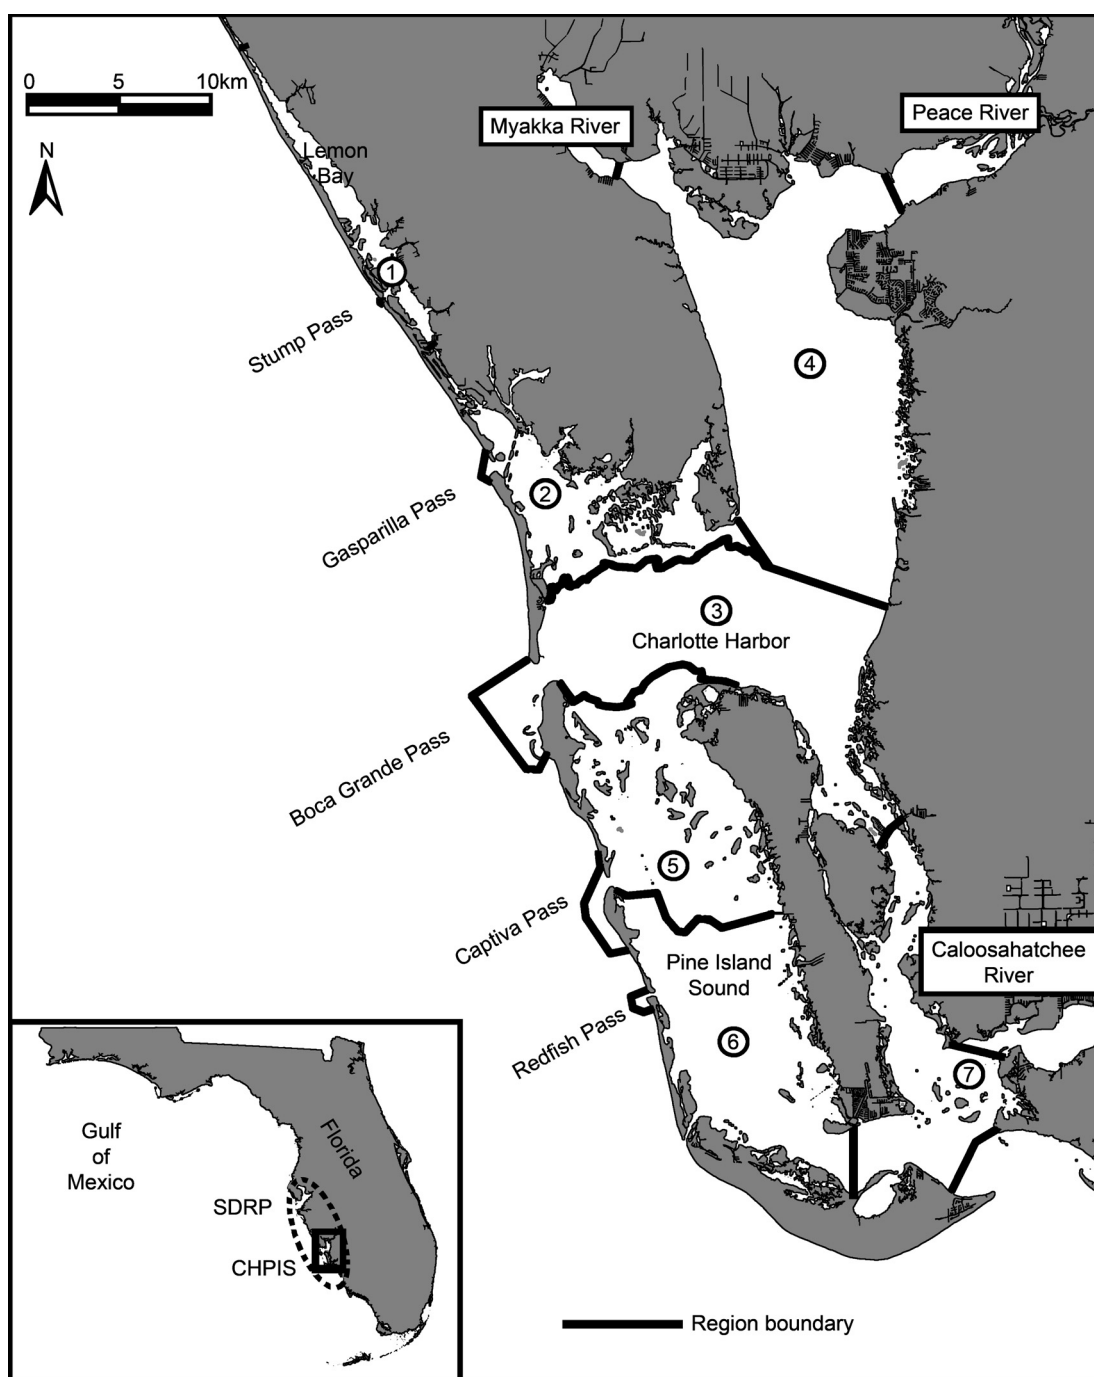 0 5 10km
N
Myakka River
Peace River
Lemon
Bay
1
Stump Pass
4
2
Gasparilla Pass
3
Charlotte Harbor
Boca Grande Pass
5
Captiva Pass
Caloosahatchee
River
Pine Island
Sound
Redfish Pass
6
7
Gulf
of
Mexico
Florida
SDRP
CHPIS
Region boundary